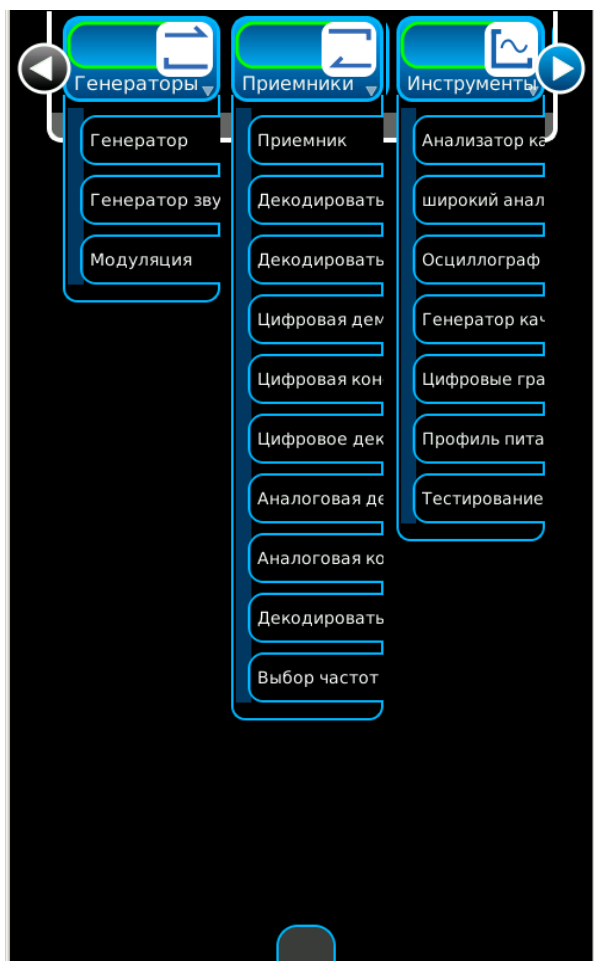 Генераторы
Генератор
Генератор зву
Модуляция
Приемники
Приемник
Декодировать
Декодировать
Цифровая дем
Цифровая кон
Цифровое дек
Аналоговая де
Аналоговая ко
Декодировать
Выбор частот
Инструменты
Анализатор ка
широкий анал
Осциллограф
Генератор кач
Цифровые гра
Профиль пита
Тестирование